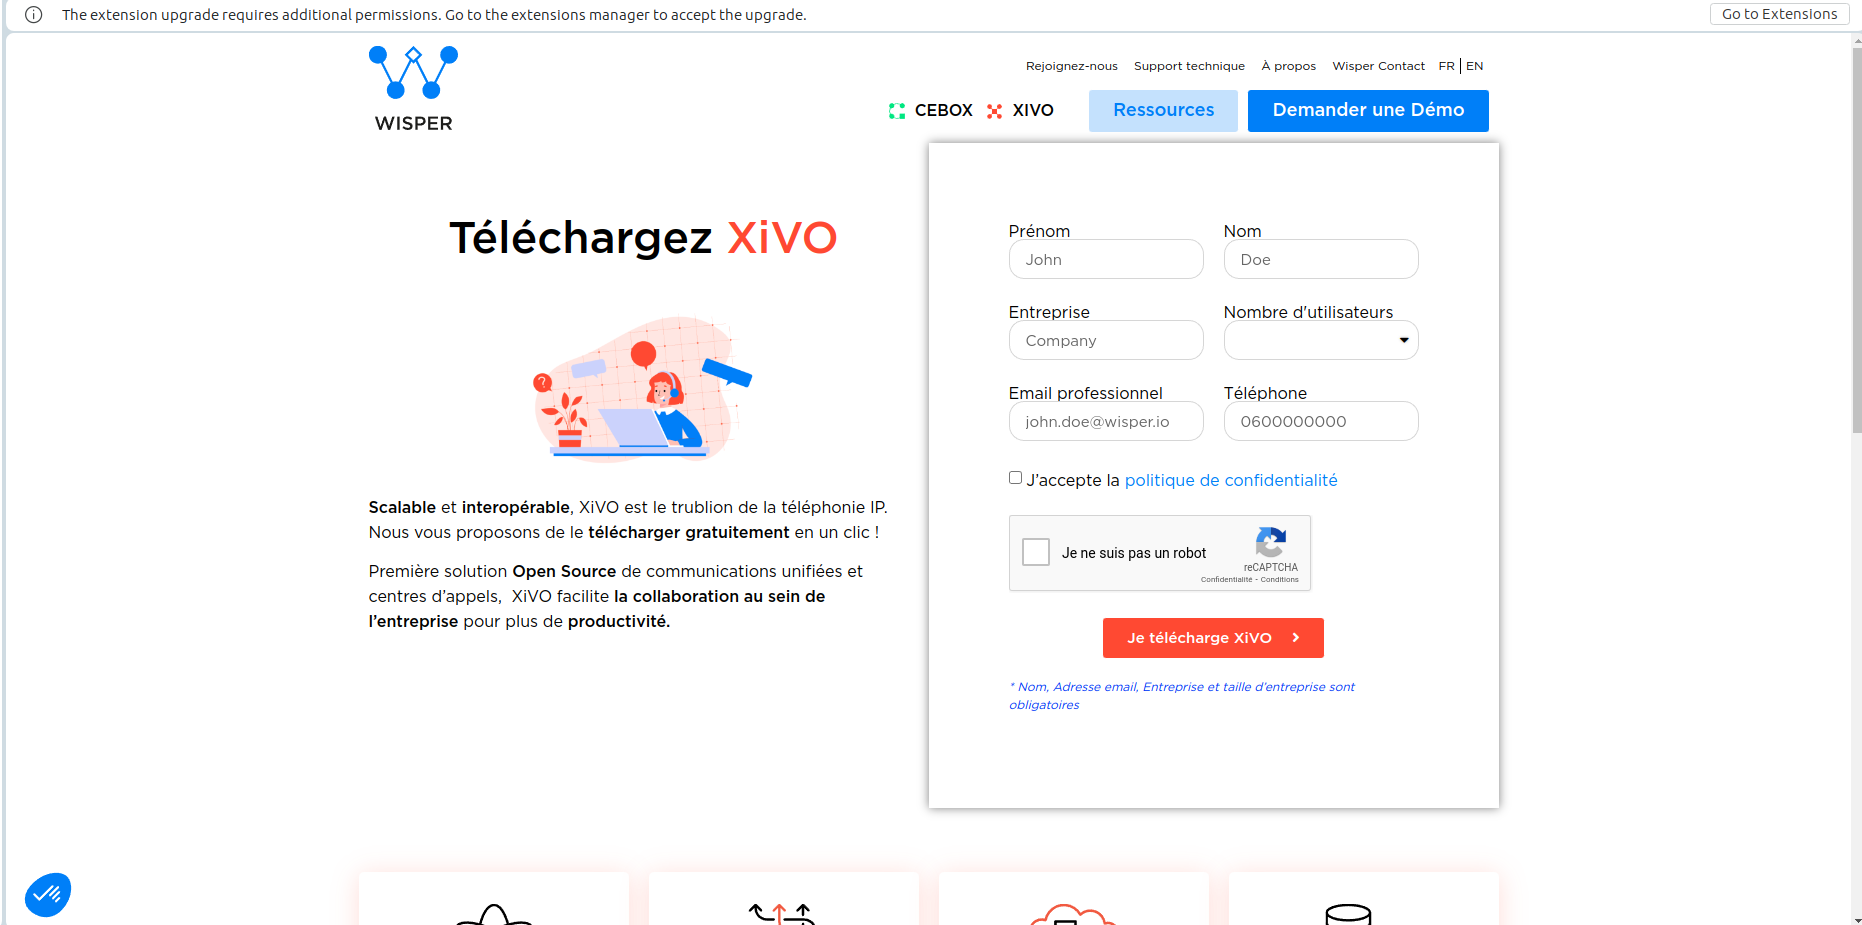 The extension upgrade requires additional permissions. Go to the extensions manager to accept the upgrade.
Go to Extensions
WISPER
Rejoignez-nous Support technique À propos Wisper Contact FR | EN
CEBOX XIVO Ressources Demander une Démo
Téléchargez XiVO
?
Scalable et interopérable, XiVO est le trublion de la téléphonie IP.
Nous vous proposons de le télécharger gratuitement en un clic !
Première solution Open Source de communications unifiées et
centres d’appels, XiVO facilite la collaboration au sein de
l’entreprise pour plus de productivité.
Prénom Nom
John Doe
Entreprise Nombre d'utilisateurs
Company
Email professionnel Téléphone
john.doe@wisper.io 0600000000
J’accepte la politique de confidentialité
Je ne suis pas un robot
reCAPTCHA
Confidentialité - Conditions
Je télécharge XiVO
* Nom, Adresse email, Entreprise et taille d’entreprise sont
obligatoires